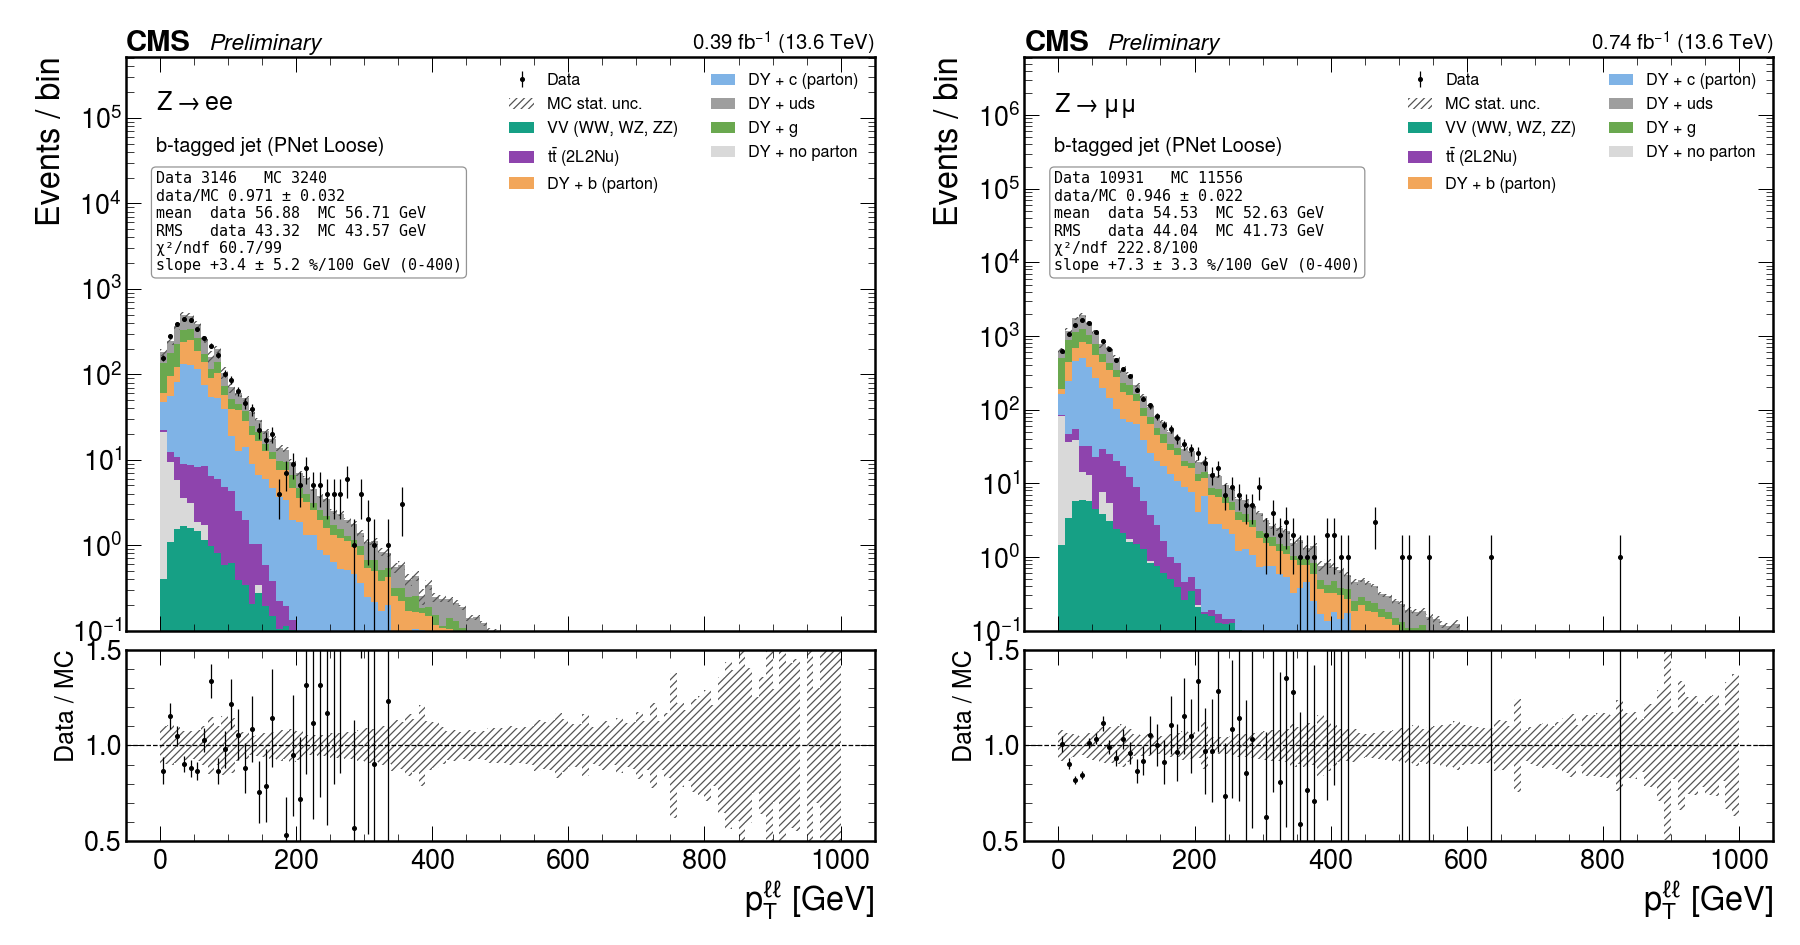 CMS Preliminary 0.39 fb⁻¹ (13.6 TeV)
Events / bin
Z → ee
b-tagged jet (PNet Loose)
Data 3146   MC 3240
data/MC 0.971 ± 0.032
mean  data 56.88  MC 56.71 GeV
RMS   data 43.32  MC 43.57 GeV
χ²/ndf 60.7/99
slope +3.4 ± 5.2 %/100 GeV (0-400)
Data
MC stat. unc.
VV (WW, WZ, ZZ)
tt̄ (2L2Nu)
DY + b (parton)
DY + c (parton)
DY + uds
DY + g
DY + no parton
10⁵
10⁴
10³
10²
10¹
10⁰
10⁻¹
Data / MC
1.5
1.0
0.5
0 200 400 600 800 1000
p_T^ℓℓ [GeV]
CMS Preliminary 0.74 fb⁻¹ (13.6 TeV)
Events / bin
Z → μμ
b-tagged jet (PNet Loose)
Data 10931   MC 11556
data/MC 0.946 ± 0.022
mean  data 54.53  MC 52.63 GeV
RMS   data 44.04  MC 41.73 GeV
χ²/ndf 222.8/100
slope +7.3 ± 3.3 %/100 GeV (0-400)
Data
MC stat. unc.
VV (WW, WZ, ZZ)
tt̄ (2L2Nu)
DY + b (parton)
DY + c (parton)
DY + uds
DY + g
DY + no parton
10⁶
10⁵
10⁴
10³
10²
10¹
10⁰
10⁻¹
Data / MC
1.5
1.0
0.5
0 200 400 600 800 1000
p_T^ℓℓ [GeV]